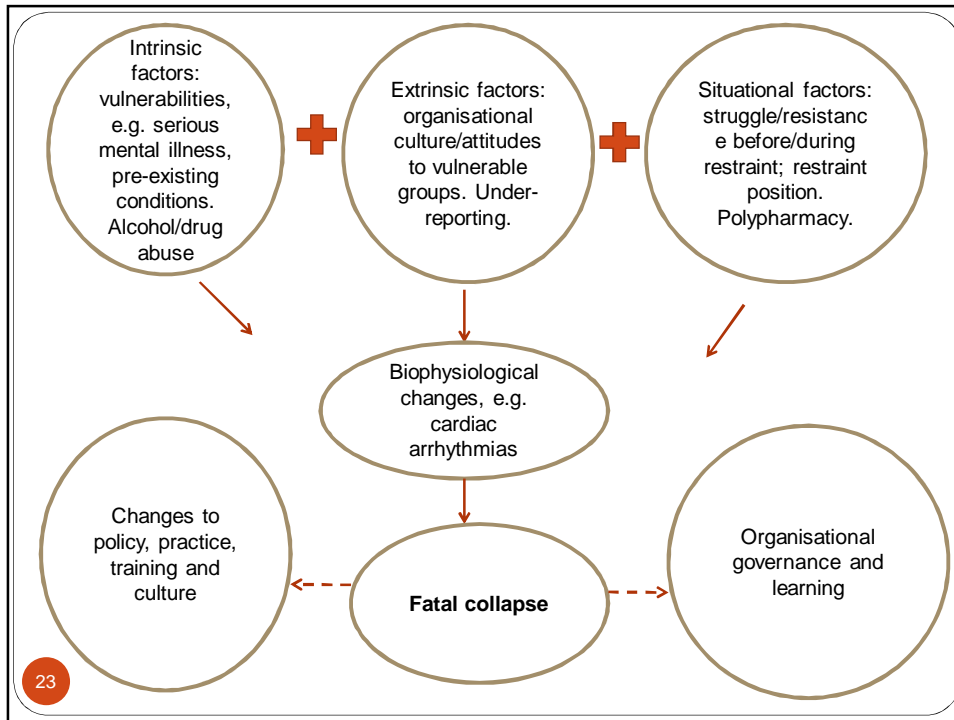 Intrinsic
factors:
vulnerabilities,
e.g. serious
mental illness,
pre-existing
conditions.
Alcohol/drug
abuse
Extrinsic factors:
organisational
culture/attitudes
to vulnerable
groups. Under-
reporting.
Situational factors:
struggle/resistanc
e before/during
restraint; restraint
position.
Polypharmacy.
Biophysiological
changes, e.g.
cardiac
arrhythmias
Changes to
policy, practice,
training and
culture
Fatal collapse
Organisational
governance and
learning
23